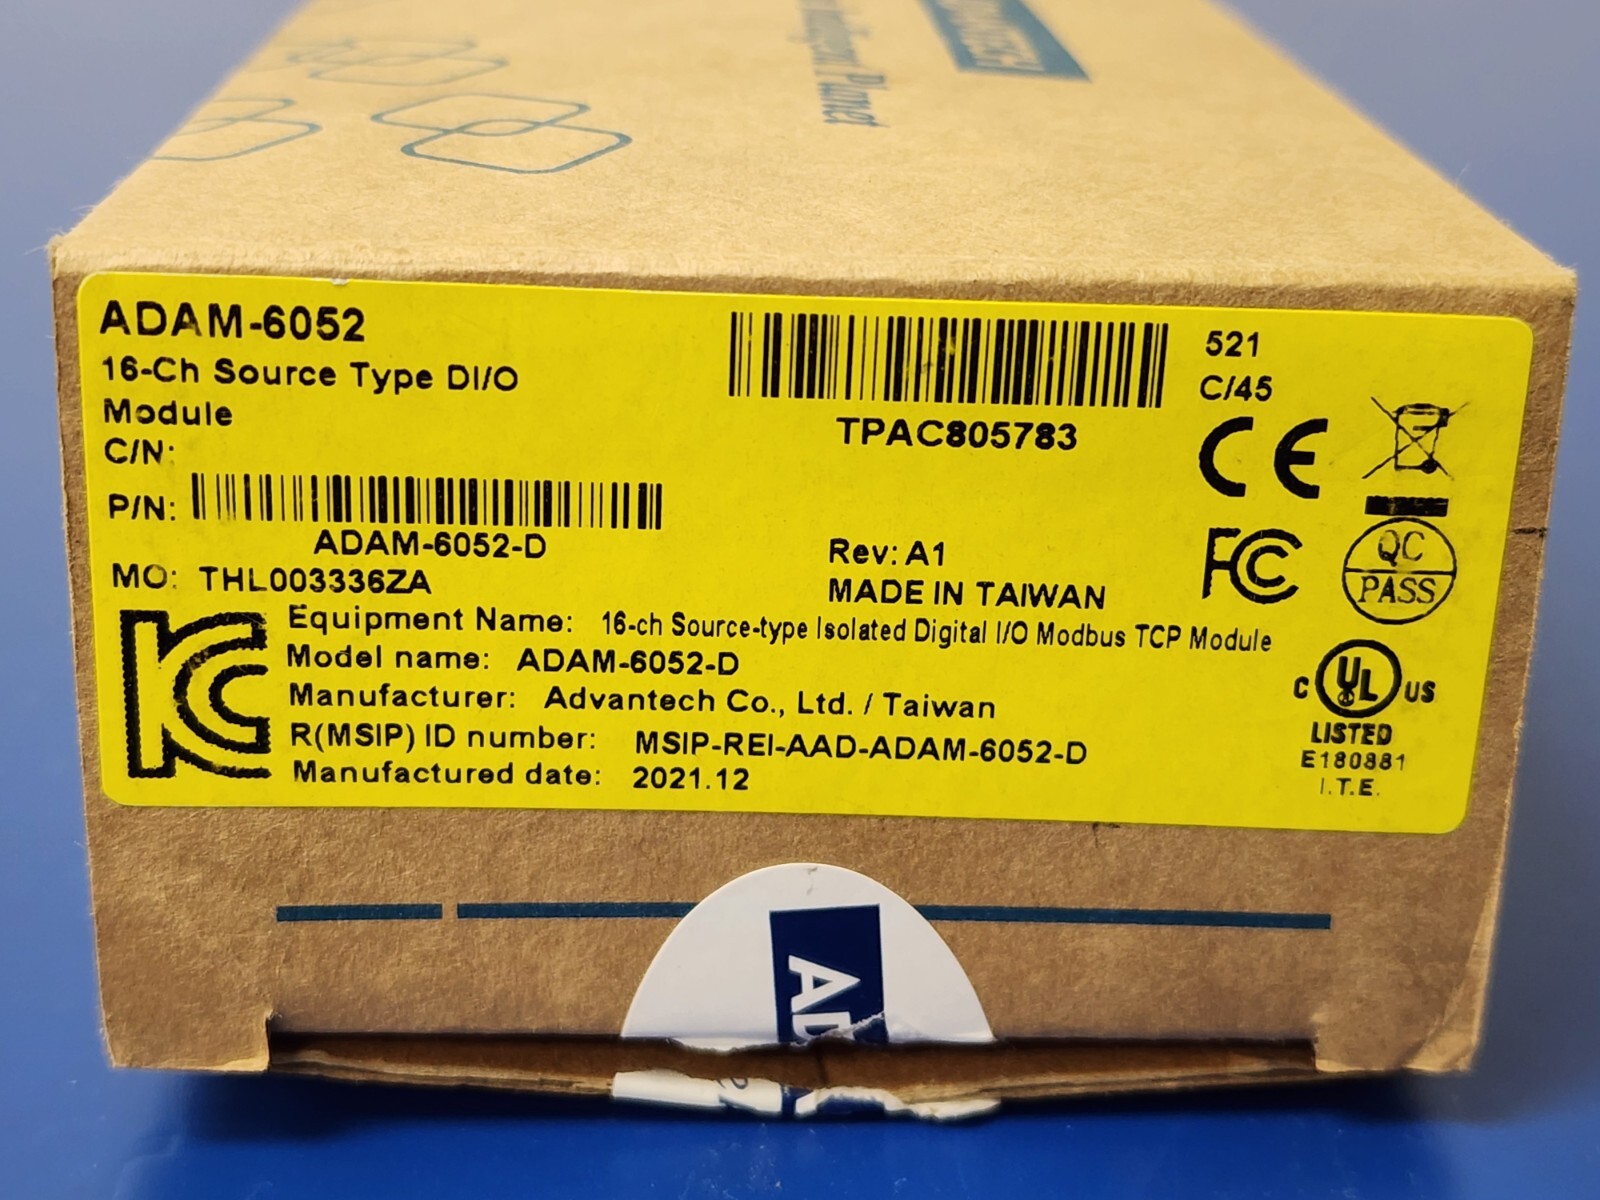 Planet
ADAM-6052
16-Ch Source Type DI/O
Module
C/N:
P/N:
ADAM-6052-D
MO: THL003336ZA
TPAC805783
521
C/45
Rev: A1
MADE IN TAIWAN
CE
FC
QC
PASS
KC
Equipment Name: 16-ch Source-type Isolated Digital I/O Modbus TCP Module
Model name: ADAM-6052-D
Manufacturer: Advantech Co., Ltd. / Taiwan
R(MSIP) ID number: MSIP-REI-AAD-ADAM-6052-D
Manufactured date: 2021.12
C UL US
LISTED
E180881
I.T.E.